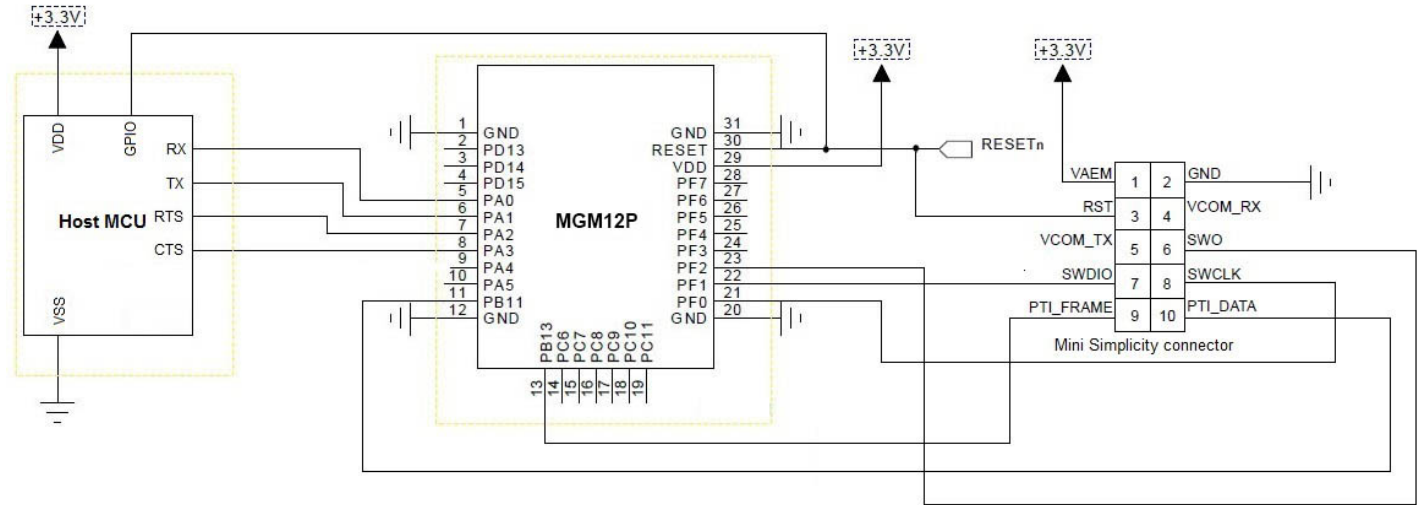 +3.3V
VDD
GPIO
RX
TX
Host MCU
RTS
CTS
VSS
1 GND
2 PD13
3 PD14
4 PD15
5 PA0
6 PA1
7 PA2
8 PA3
9 PA4
10 PA5
11 PB11
12 GND
MGM12P
GND 31
RESET 30
VDD 29
PF7 28
PF6 27
PF5 26
PF4 25
PF3 24
PF2 23
PF1 22
PF0 21
GND 20
PB13
PC6
PC7
PC8
PC9
PC10
PC11
13
14
15
16
17
18
19
+3.3V
RESETn
+3.3V
VAEM 1 2 GND
RST 3 4 VCOM_RX
VCOM_TX 5 6 SWO
SWDIO 7 8 SWCLK
PTI_FRAME 9 10 PTI_DATA
Mini Simplicity connector